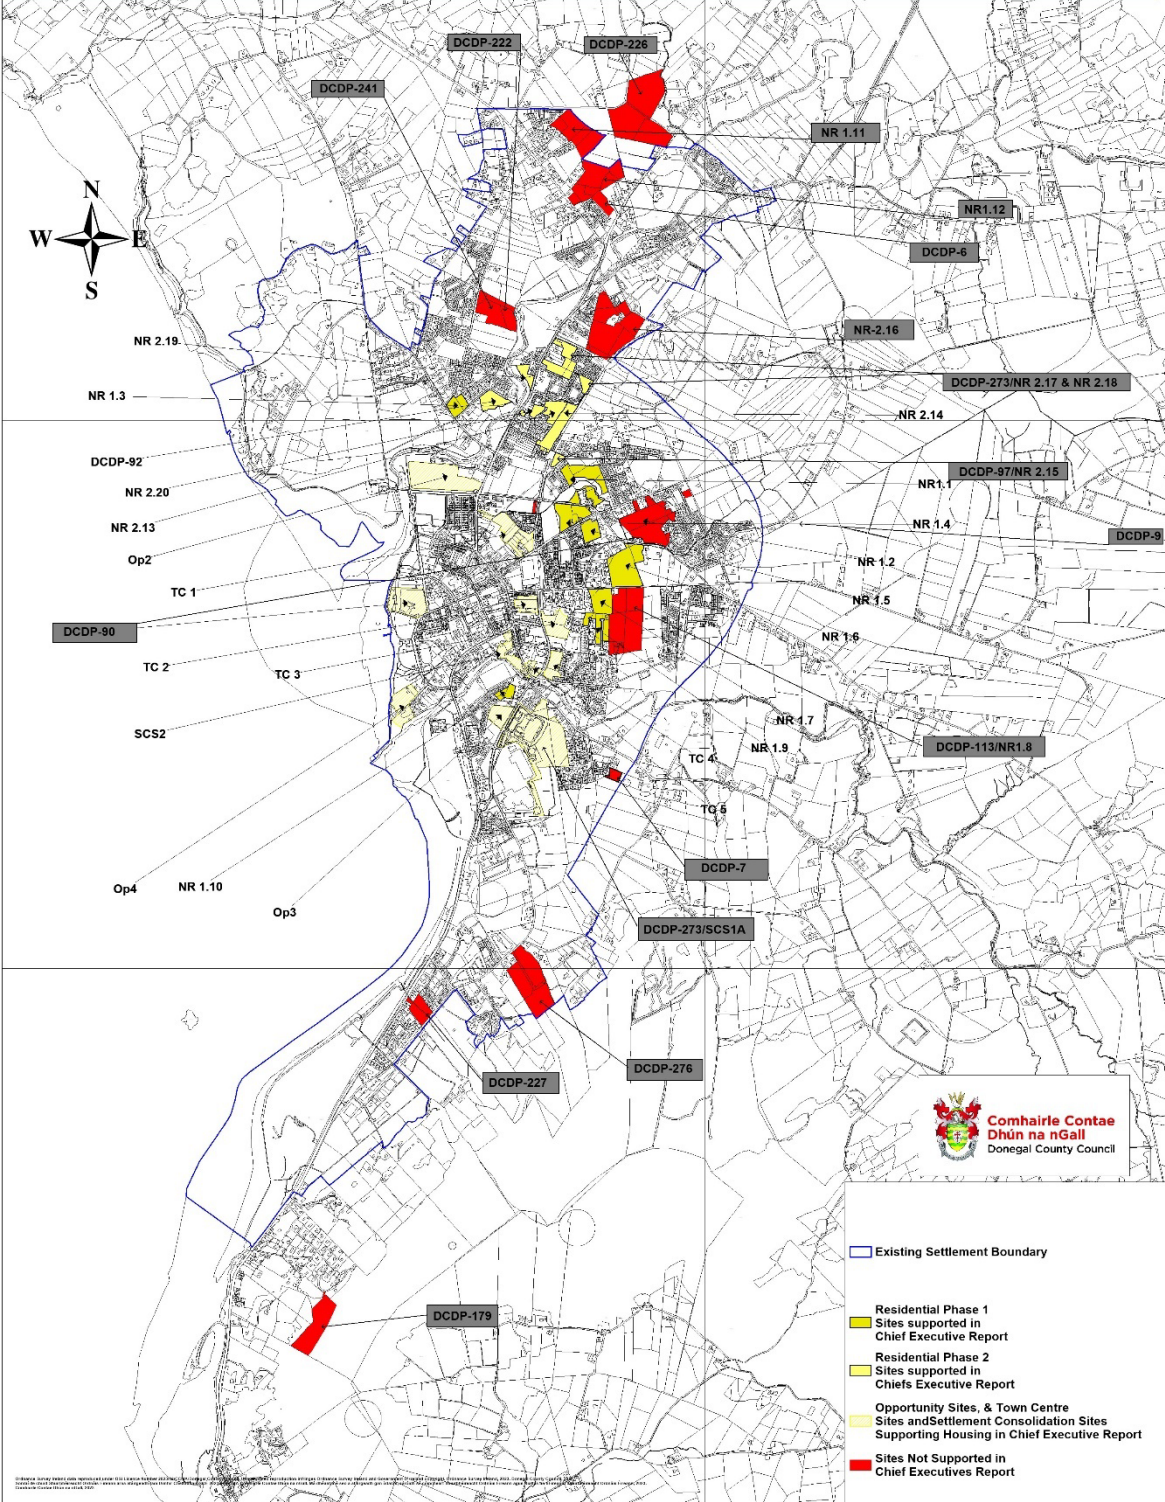 DCDP-222
DCDP-226
DCDP-241
NR 1.11
N
W
E
S
NR1.12
DCDP-6
NR 2.19
NR-2.16
NR 1.3
DCDP-273/NR 2.17 & NR 2.18
NR 2.14
DCDP-92
DCDP-97/NR 2.15
NR1.1
NR 2.20
NR 2.13
NR 1.4
DCDP-9
Op2
NR 1.2
TC 1
NR 1.5
DCDP-90
NR 1.6
TC 2
TC 3
SCS2
NR 1.7
DCDP-113/NR1.8
NR 1.9
TC 4
TC 5
DCDP-7
Op4
NR 1.10
Op3
DCDP-273/SCS1A
DCDP-276
DCDP-227
Comhairle Contae
Dhún na nGall
Donegal County Council
Existing Settlement Boundary
DCDP-179
Residential Phase 1
Sites supported in
Chief Executive Report
Residential Phase 2
Sites supported in
Chiefs Executive Report
Opportunity Sites, & Town Centre
Sites andSettlement Consolidation Sites
Supporting Housing in Chief Executive Report
Sites Not Supported in
Chief Executives Report